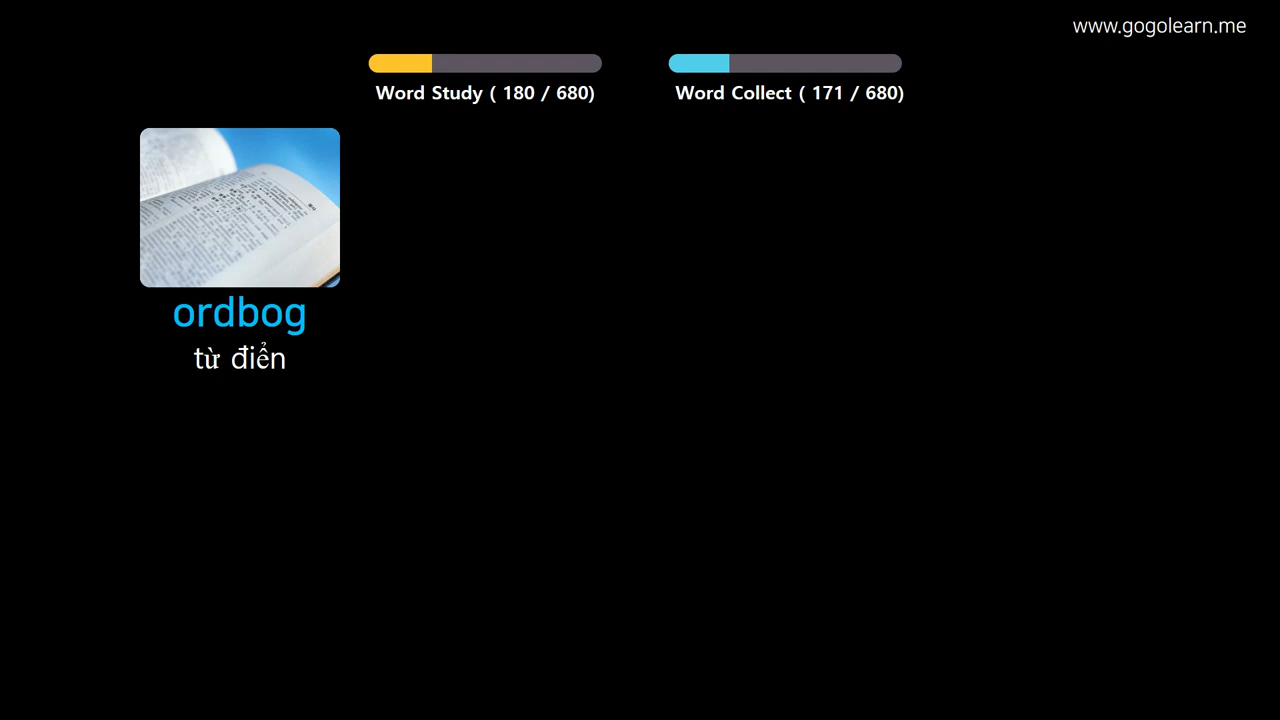 www.gogolearn.me
Word Study ( 180 / 680)
Word Collect ( 171 / 680)
ordbog
từ điển